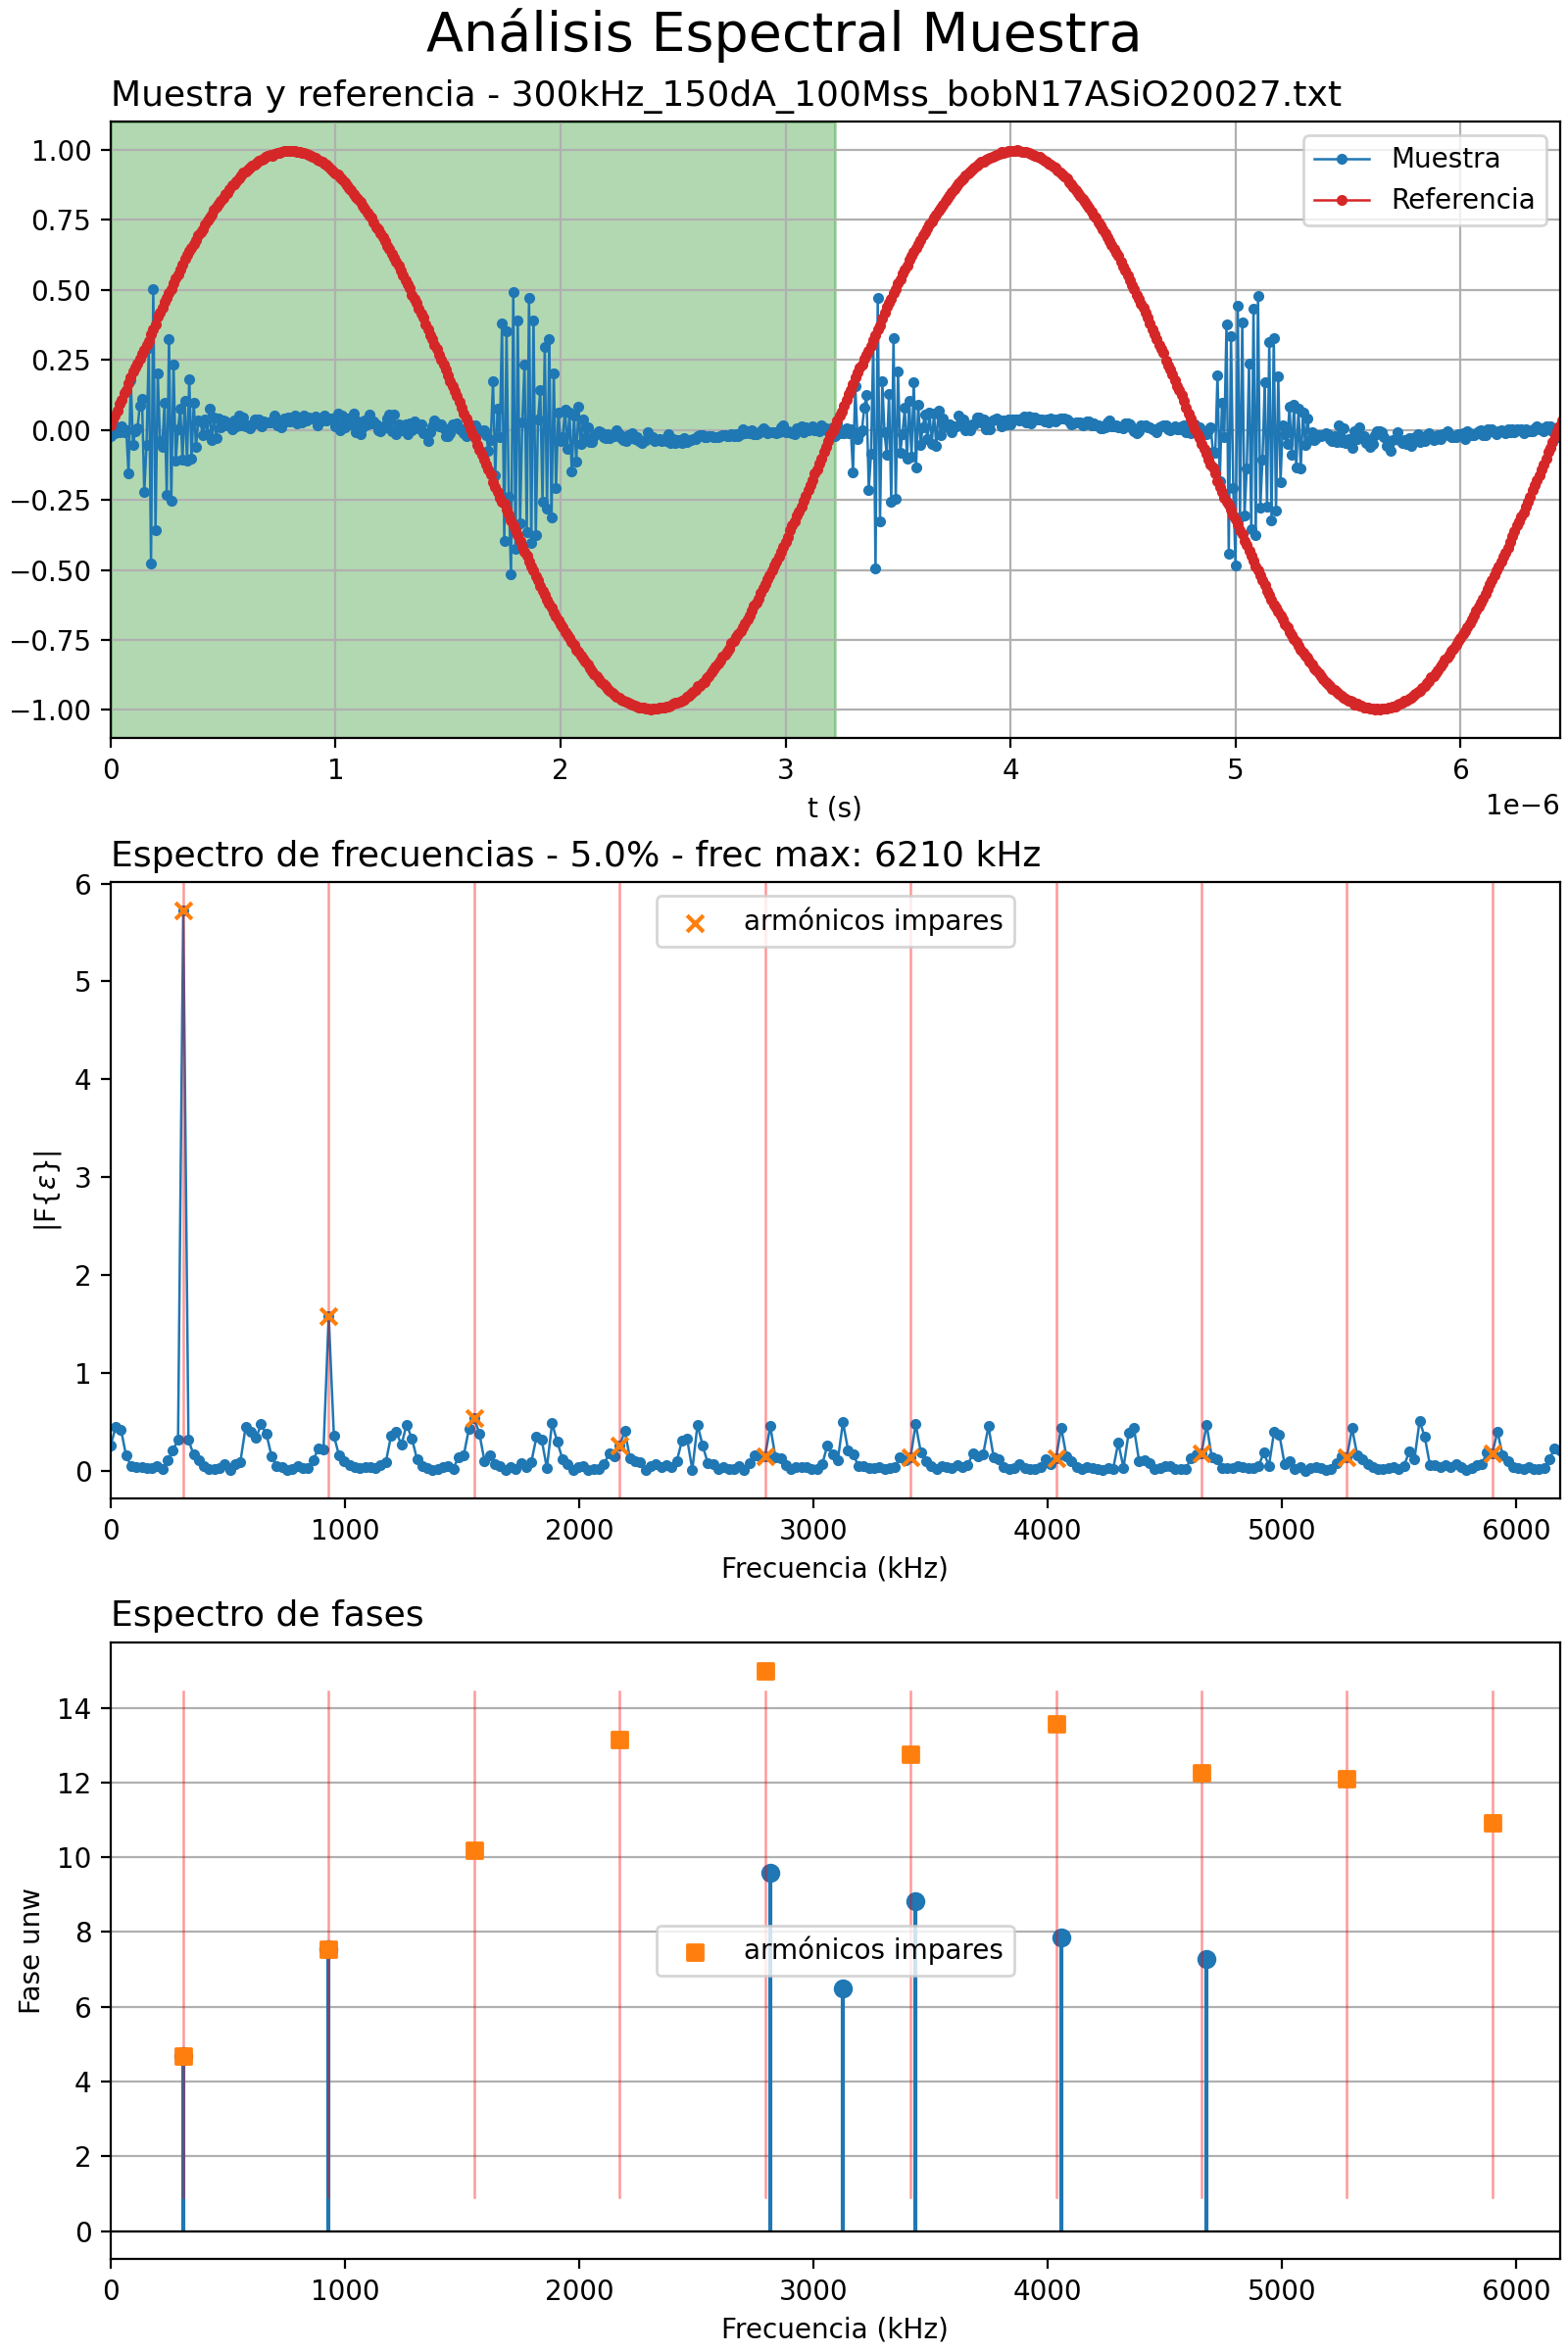 Análisis Espectral Muestra
Muestra y referencia - 300kHz_150dA_100Mss_bobN17ASiO20027.txt
1.00
0.75
0.50
0.25
0.00
−0.25
−0.50
−0.75
−1.00
Muestra
Referencia
0 1 2 3 4 5 6
1e−6
t (s)
Espectro de frecuencias - 5.0% - frec max: 6210 kHz
6
5
4
3
2
1
0
|F{ε}|
armónicos impares
0 1000 2000 3000 4000 5000 6000
Frecuencia (kHz)
Espectro de fases
14
12
10
8
6
4
2
0
Fase unw
armónicos impares
0 1000 2000 3000 4000 5000 6000
Frecuencia (kHz)